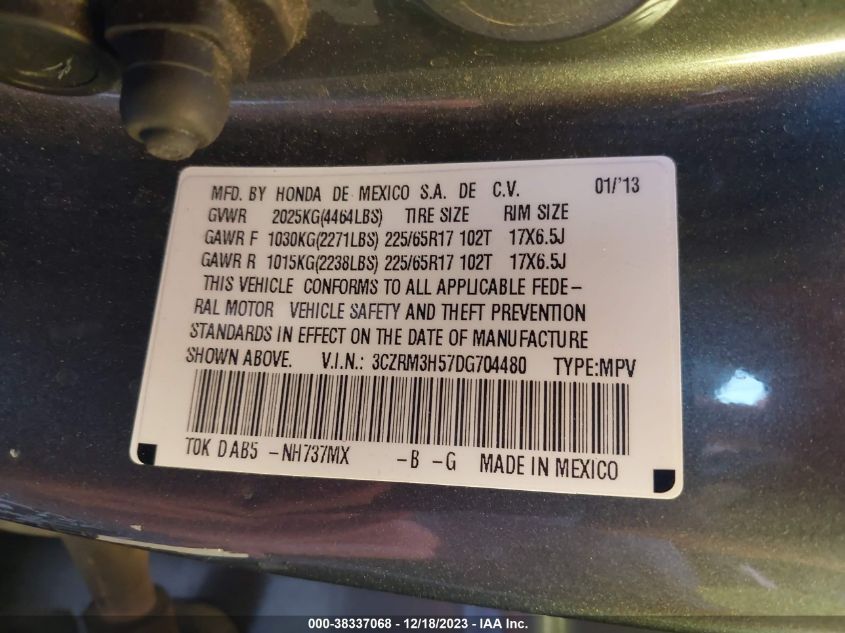 MFD. BY HONDA DE MEXICO S.A. DE C.V. 01/'13
GVWR 2025KG(4464LBS) TIRE SIZE RIM SIZE
GAWR F 1030KG(2271LBS) 225/65R17 102T 17X6.5J
GAWR R 1015KG(2238LBS) 225/65R17 102T 17X6.5J
THIS VEHICLE CONFORMS TO ALL APPLICABLE FEDE-
RAL MOTOR VEHICLE SAFETY AND THEFT PREVENTION
STANDARDS IN EFFECT ON THE DATE OF MANUFACTURE
SHOWN ABOVE. V.I.N.: 3CZRM3H57DG704480 TYPE:MPV
TOK DAB5 -NH737MX -B -G MADE IN MEXICO
000-38337068 - 12/18/2023 - IAA Inc.